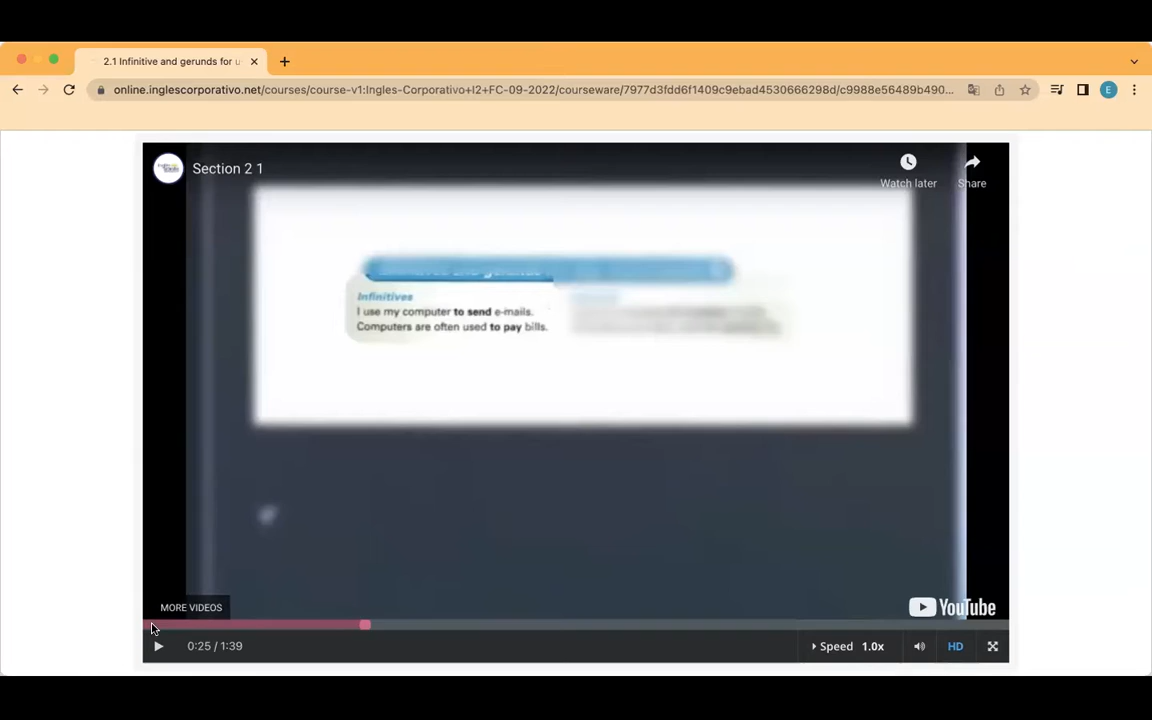 2.1 Infinitive and gerunds for u
online.inglescorporativo.net/courses/course-v1:Ingles-Corporativo+I2+FC-09-2022/courseware/7977d3fdd6f1409c9ebad4530666298d/c9988e56489b490...
E
Section 2 1
Watch later
Share
Infinitives
I use my computer to send e-mails.
Computers are often used to pay bills.
MORE VIDEOS
YouTube
0:25 / 1:39
Speed 1.0x
HD